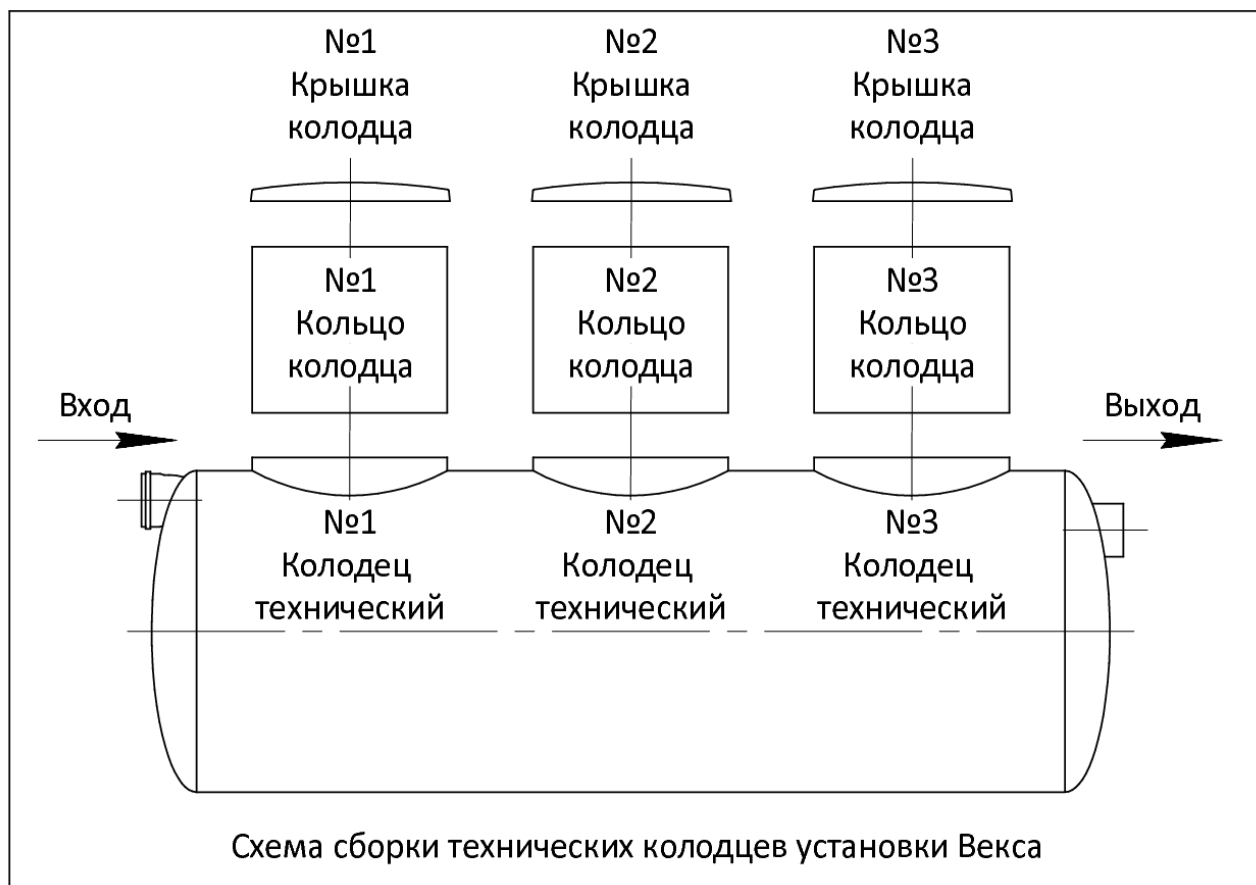 №1
Крышка
колодца
№2
Крышка
колодца
№3
Крышка
колодца
№1
Кольцо
колодца
№2
Кольцо
колодца
№3
Кольцо
колодца
Вход
Выход
№1
Колодец
технический
№2
Колодец
технический
№3
Колодец
технический
Схема сборки технических колодцев установки Векса